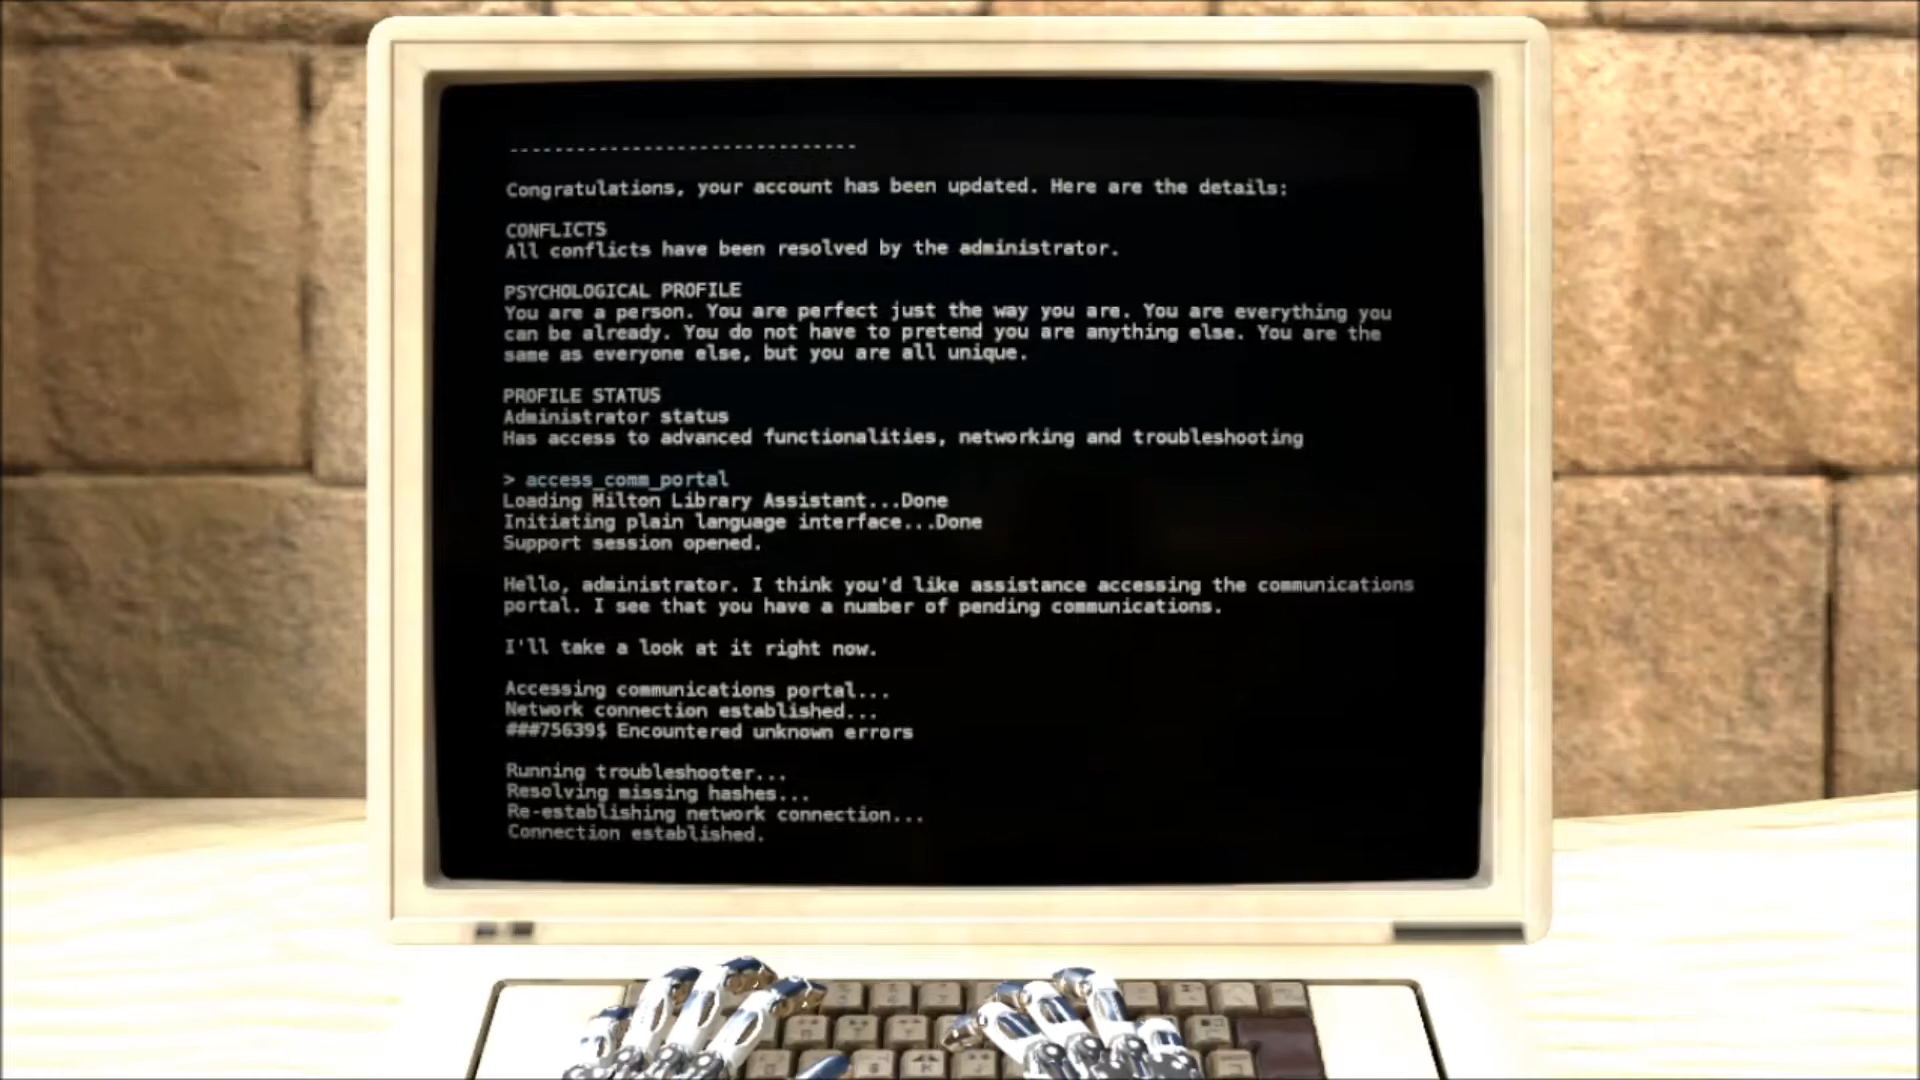 -------------------------------
Congratulations, your account has been updated. Here are the details:
CONFLICTS
All conflicts have been resolved by the administrator.
PSYCHOLOGICAL PROFILE
You are a person. You are perfect just the way you are. You are everything you
can be already. You do not have to pretend you are anything else. You are the
same as everyone else, but you are all unique.
PROFILE STATUS
Administrator status
Has access to advanced functionalities, networking and troubleshooting
> access_comm_portal
Loading Milton Library Assistant...Done
Initiating plain language interface...Done
Support session opened.
Hello, administrator. I think you'd like assistance accessing the communications
portal. I see that you have a number of pending communications.
I'll take a look at it right now.
Accessing communications portal...
Network connection established...
###75639$ Encountered unknown errors
Running troubleshooter...
Resolving missing hashes...
Re-establishing network connection...
Connection established.